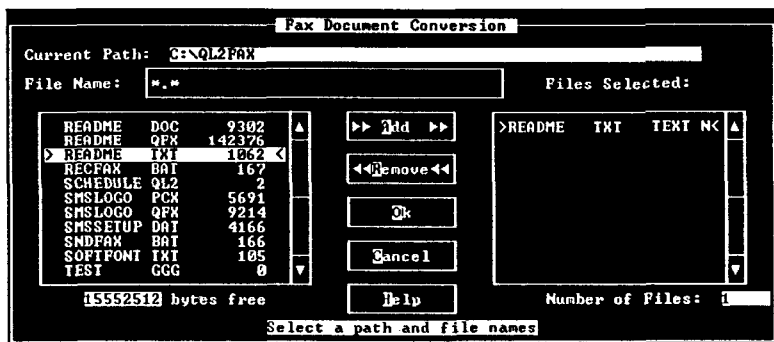 Fax Document Conversion
Current Path: C:\QL2FAX
File Name: *.*
Files Selected:
README DOC 9302
README QFX 142376
> README TXT 1062 <
RECFAX BAT 167
SCHEDULE QL2 2
SMSLOGO PCX 5691
SMSLOGO QFX 9214
SMSSETUP DAT 4166
SNDFAX BAT 166
SOFTFONT TXT 105
TEST GGG 0
►► Add ►►
◄◄Remove◄◄
Ok
Cancel
Help
>README TXT TEXT N<
15552512 bytes free
Number of Files: 1
Select a path and file names